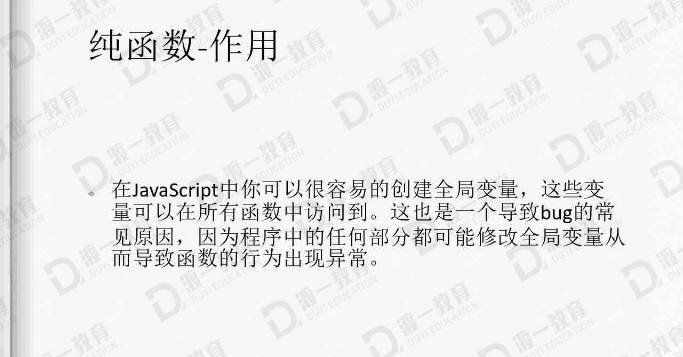 纯函数-作用
在JavaScript中你可以很容易的创建全局变量，这些变
量可以在所有函数中访问到。这也是一个导致bug的常
见原因，因为程序中的任何部分都可能修改全局变量从
而导致函数的行为出现异常。
渡一教育
DUYI EDUCATION